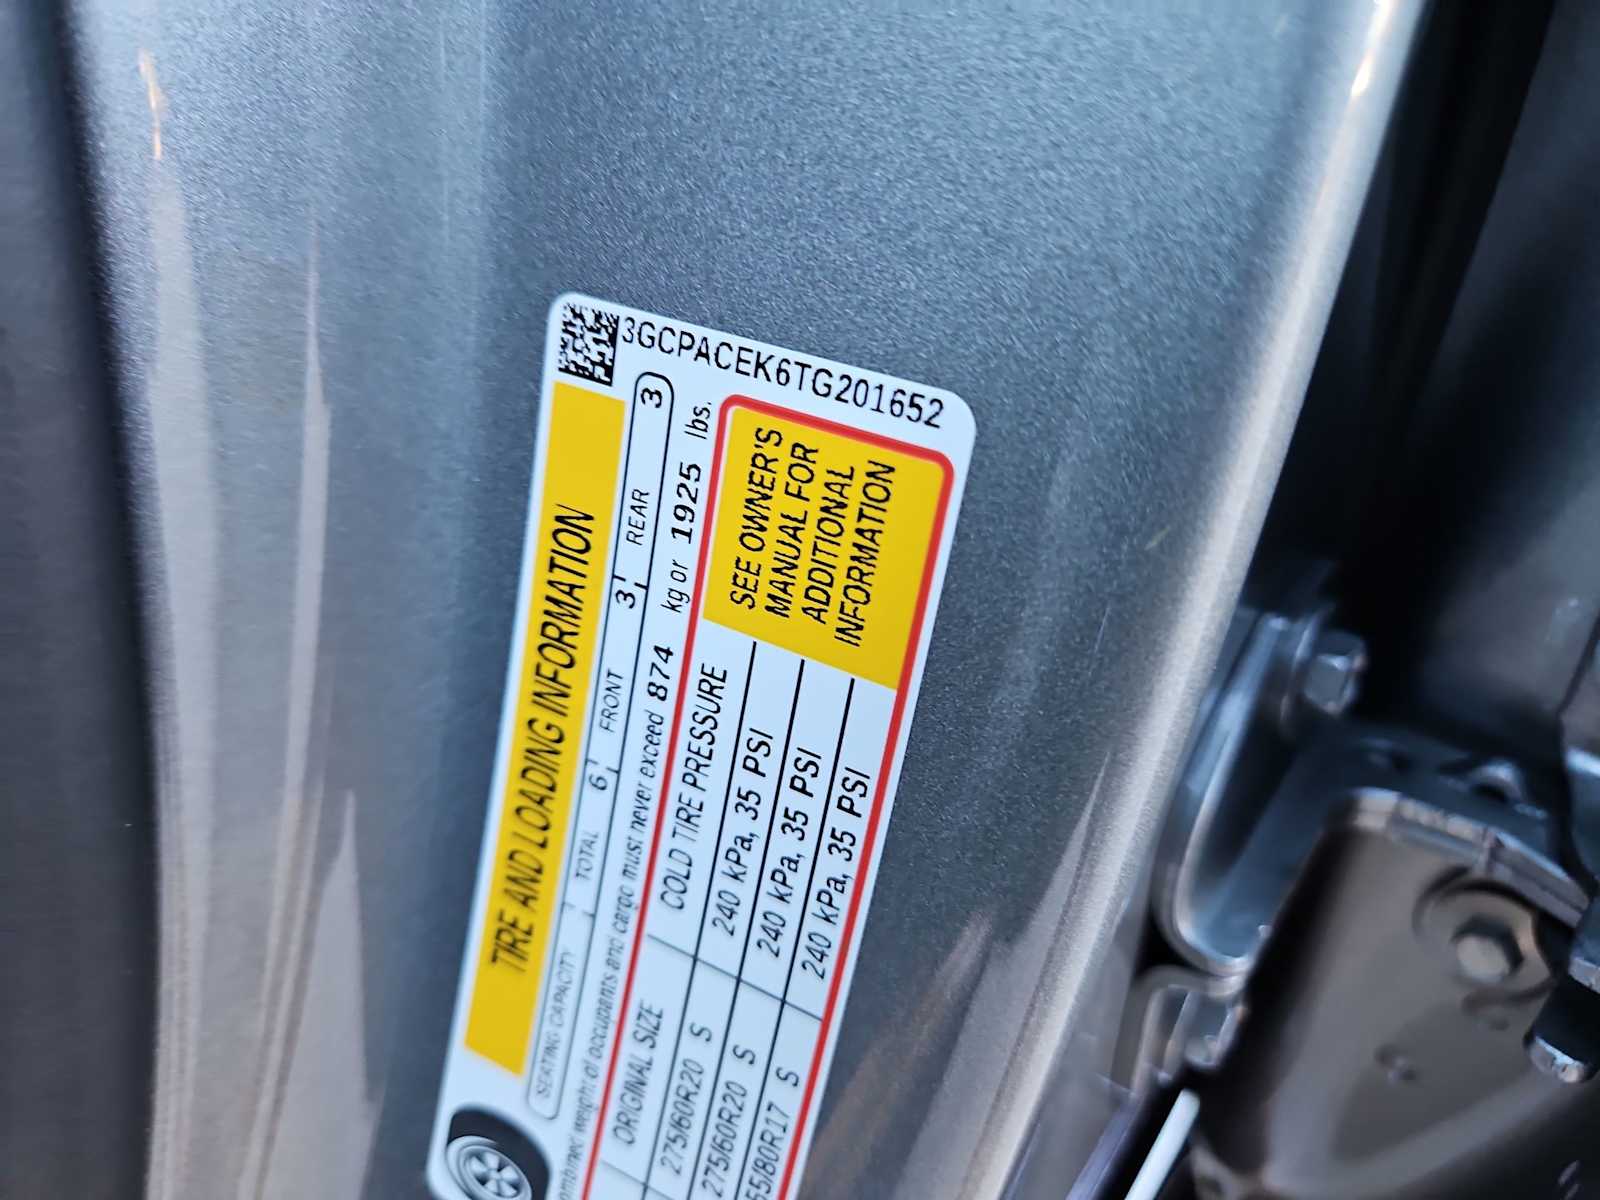 3GCPACEK6TG201652
TIRE AND LOADING INFORMATION
SEATING CAPACITY TOTAL 6 FRONT 3 REAR 3
weight of occupants and cargo must never exceed 874 kg or 1925 lbs.
ORIGINAL SIZE COLD TIRE PRESSURE
275/60R20 S 240 kPa, 35 PSI
275/60R20 S 240 kPa, 35 PSI
80R17 S 240 kPa, 35 PSI
SEE OWNER'S
MANUAL FOR
ADDITIONAL
INFORMATION